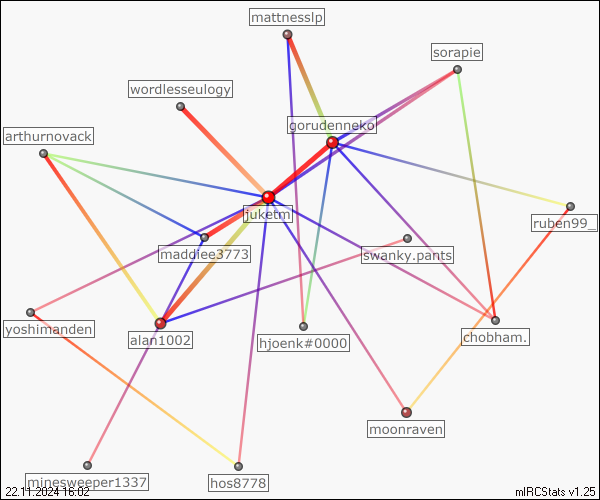 mattnesslp
sorapie
wordlesseulogy
gorudenneko
arthurnovack
ljuketm
ruben99_
maddiee3773
swanky.pants
yoshimanden
alan1002
hjoenk#0000
chobham.
moonraven
minesweeper1337
hos8778
22.11.2024 16:02
mIRCStats v1.25